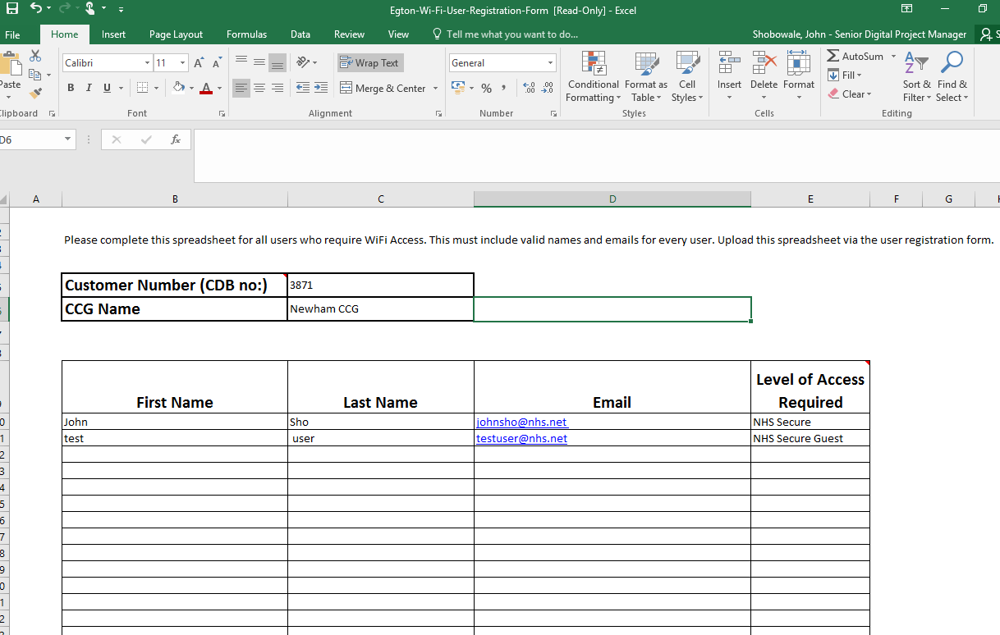 Egton-Wi-Fi-User-Registration-Form [Read-Only] - Excel
File Home Insert Page Layout Formulas Data Review View Tell me what you want to do... Shobowale, John - Senior Digital Project Manager
Calibri 11 Wrap Text General AutoSum
Fill
Paste B I U Merge & Center % Conditional Format as Cell Insert Delete Format Sort & Find &
Formatting Table Styles Clear Filter Select
Font Alignment Number Styles Cells Editing
D6 fx
A B C D E F G
Please complete this spreadsheet for all users who require WiFi Access. This must include valid names and emails for every user. Upload this spreadsheet via the user registration form.
Customer Number (CDB no:) 3871
CCG Name Newham CCG
Level of Access
First Name Last Name Email Required
John Sho johnsho@nhs.net NHS Secure
test user testuser@nhs.net NHS Secure Guest